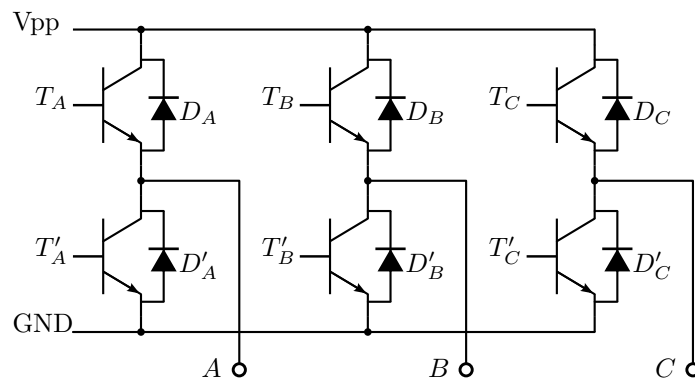 Vpp
T_A D_A T_B D_B T_C D_C
T'_A D'_A T'_B D'_B T'_C D'_C
GND
A B C